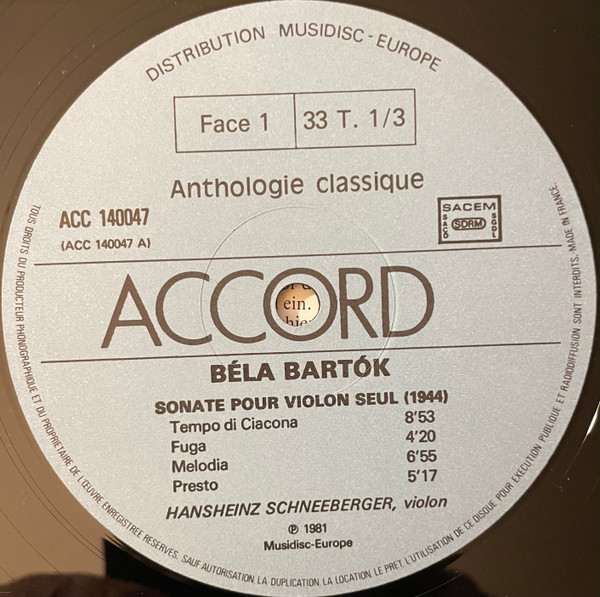 DISTRIBUTION MUSIDISC - EUROPE
Face 1
33 T. 1/3
Anthologie classique
ACC 140047
(ACC 140047 A)
SACEM
SACD
SDRM
SGDL
ACCORD
ein.
BÉLA BARTÓK
SONATE POUR VIOLON SEUL (1944)
Tempo di Ciacona 8'53
Fuga 4'20
Melodia 6'55
Presto 5'17
HANSHEINZ SCHNEEBERGER, violon
℗ 1981
Musidisc-Europe
TOUS DROITS DU PRODUCTEUR PHONOGRAPHIQUE ET DU PROPRIETAIRE DE L'ŒUVRE ENREGISTREE RESERVES. SAUF AUTORISATION, LA DUPLICATION, LA LOCATION, LE PRET, L'UTILISATION DE CE DISQUE POUR EXECUTION PUBLIQUE ET RADIODIFFUSION SONT INTERDITS. MADE IN FRANCE.